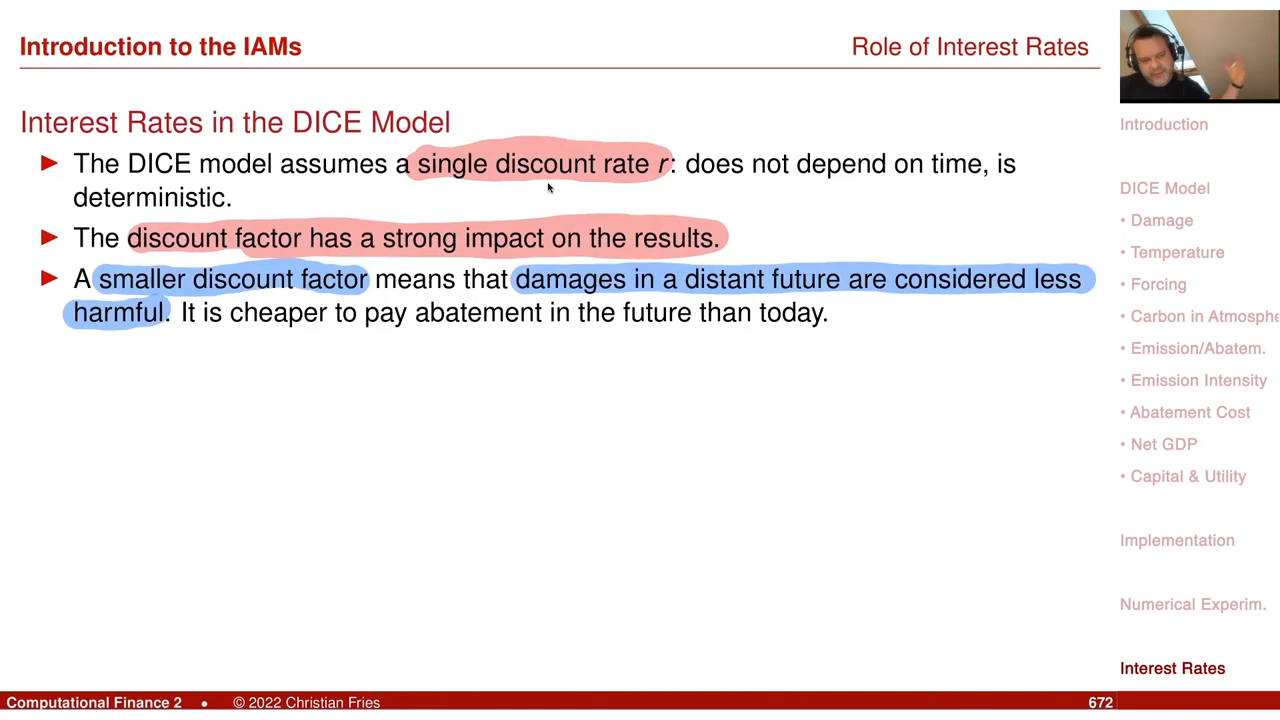 Introduction to the IAMs
Role of Interest Rates
Interest Rates in the DICE Model
▶ The DICE model assumes a single discount rate r: does not depend on time, is
deterministic.
▶ The discount factor has a strong impact on the results.
▶ A smaller discount factor means that damages in a distant future are considered less
harmful. It is cheaper to pay abatement in the future than today.
Introduction
DICE Model
• Damage
• Temperature
• Forcing
• Carbon in Atmosphe
• Emission/Abatem.
• Emission Intensity
• Abatement Cost
• Net GDP
• Capital & Utility
Implementation
Numerical Experim.
Interest Rates
Computational Finance 2 • © 2022 Christian Fries
672